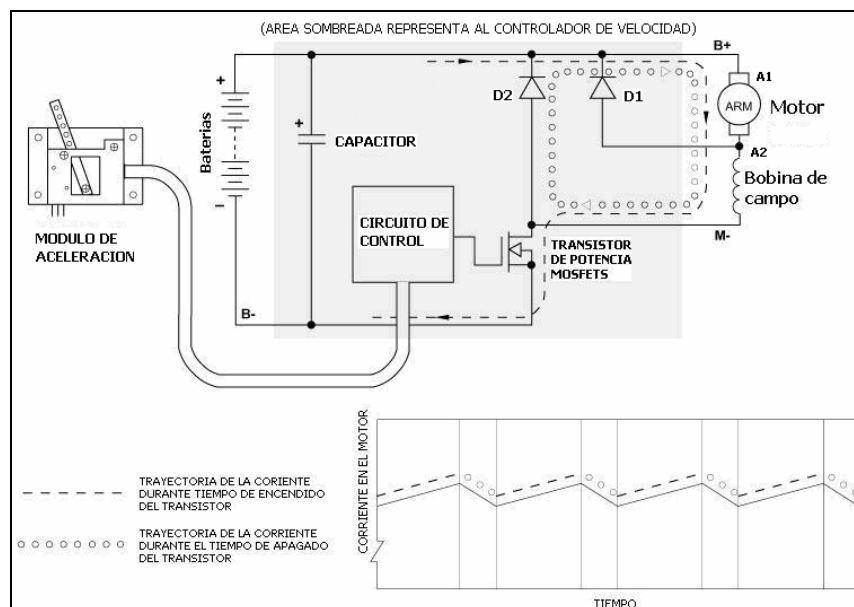 (AREA SOMBREADA REPRESENTA AL CONTROLADOR DE VELOCIDAD)
B+
A1
+
D2
D1
ARM
Motor
Baterias
+
CAPACITOR
A2
Bobina de
campo
–
CIRCUITO DE
CONTROL
MODULO DE
ACELERACION
TRANSISTOR
DE POTENCIA
MOSFETS
M-
B-
CORRIENTE EN EL MOTOR
TRAYECTORIA DE LA CORIENTE
DURANTE TIEMPO DE ENCENDIDO
DEL TRANSISTOR
TRAYECTORIA DE LA CORRIENTE
DURANTE EL TIEMPO DE APAGADO
DEL TRANSISTOR
TIEMPO